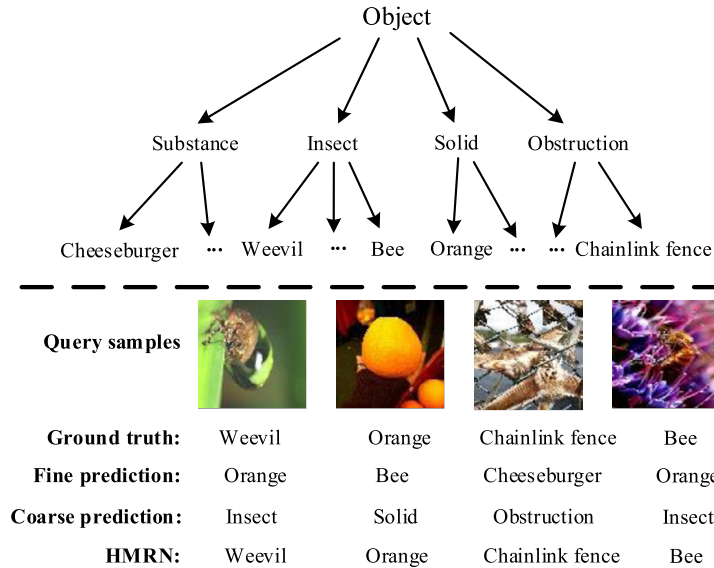 Object
Substance Insect Solid Obstruction
Cheeseburger ... Weevil ... Bee Orange ... ... Chainlink fence
Query samples
Ground truth: Weevil Orange Chainlink fence Bee
Fine prediction: Orange Bee Cheeseburger Orange
Coarse prediction: Insect Solid Obstruction Insect
HMRN: Weevil Orange Chainlink fence Bee